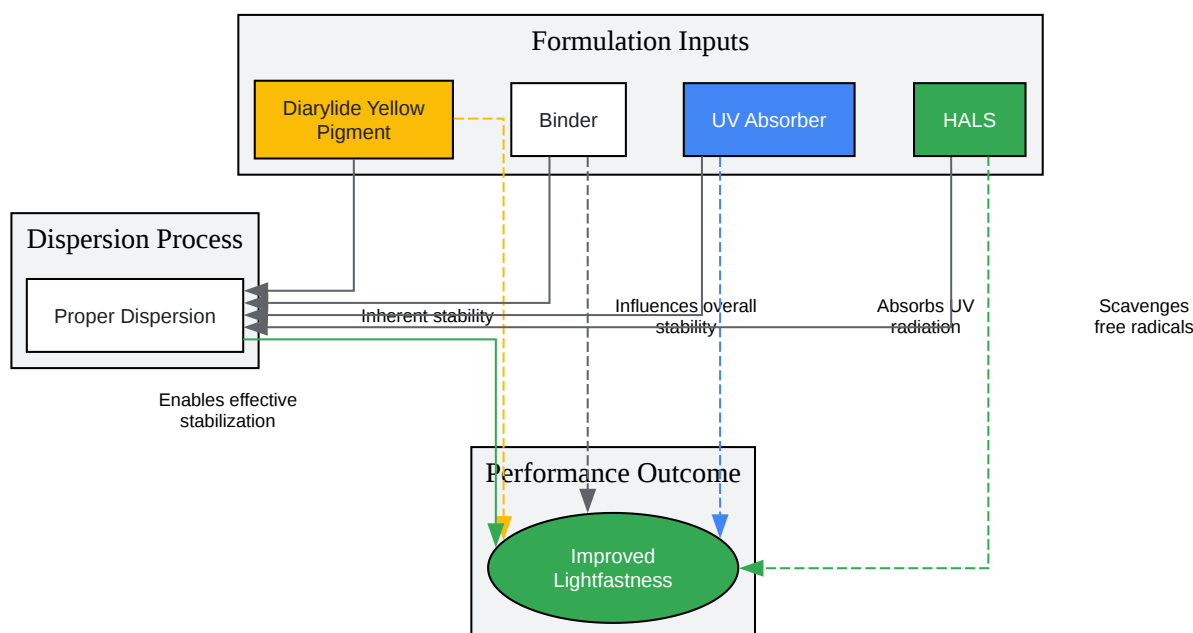 Formulation Inputs
Diarylide Yellow
Pigment
Binder
UV Absorber
HALS
Dispersion Process
Proper Dispersion
Inherent stability
Influences overall
stability
Absorbs UV
radiation
Scavenges
free radicals
Enables effective
stabilization
Performance Outcome
Improved
Lightfastness